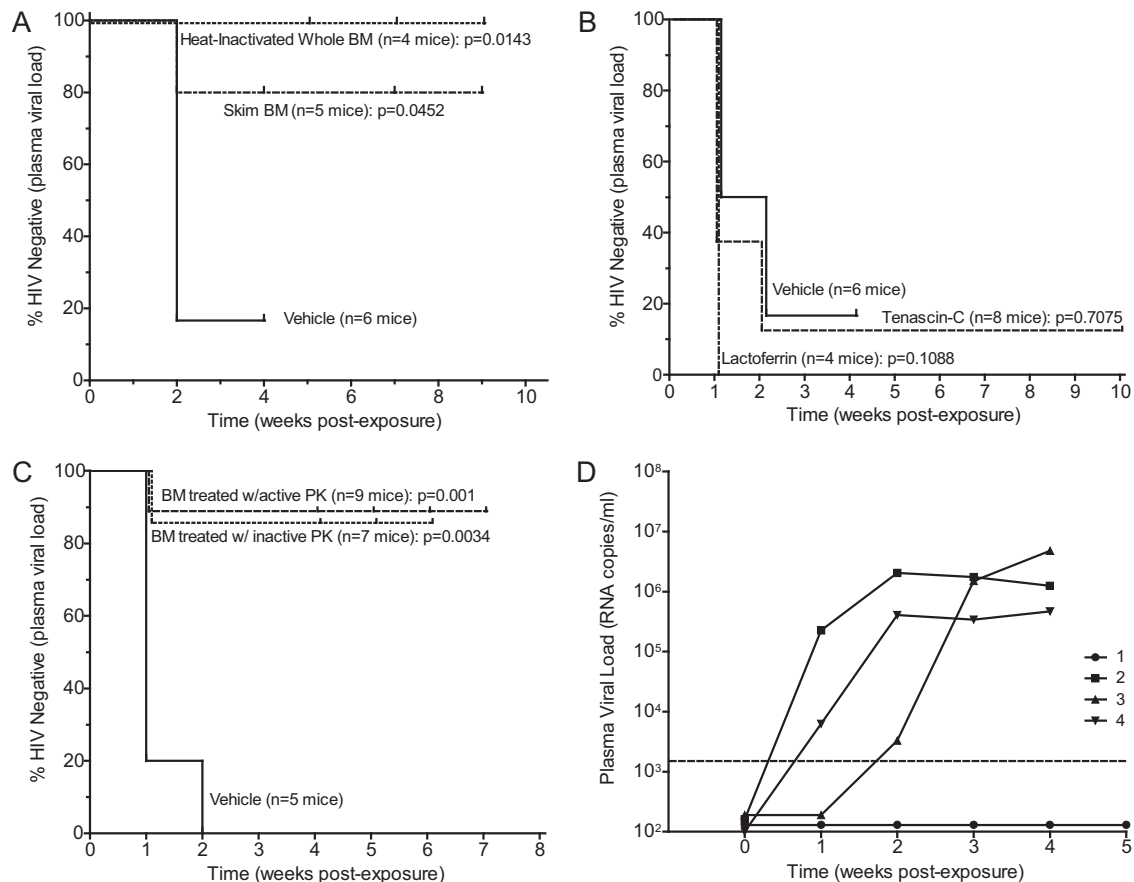 A
% HIV Negative (plasma viral load)
100
80
60
40
20
0
Heat-Inactivated Whole BM (n=4 mice): p=0.0143
Skim BM (n=5 mice): p=0.0452
Vehicle (n=6 mice)
0 2 4 6 8 10
Time (weeks post-exposure)
B
% HIV Negative (plasma viral load)
100
80
60
40
20
0
Vehicle (n=6 mice)
Tenascin-C (n=8 mice): p=0.7075
Lactoferrin (n=4 mice): p=0.1088
0 1 2 3 4 5 6 7 8 9 10
Time (weeks post-exposure)
C
% HIV Negative (plasma viral load)
100
80
60
40
20
0
BM treated w/active PK (n=9 mice): p=0.001
BM treated w/ inactive PK (n=7 mice): p=0.0034
Vehicle (n=5 mice)
0 1 2 3 4 5 6 7 8
Time (weeks post-exposure)
D
Plasma Viral Load (RNA copies/ml)
10⁸
10⁷
10⁶
10⁵
10⁴
10³
10²
1
2
3
4
0 1 2 3 4 5
Time (weeks post-exposure)